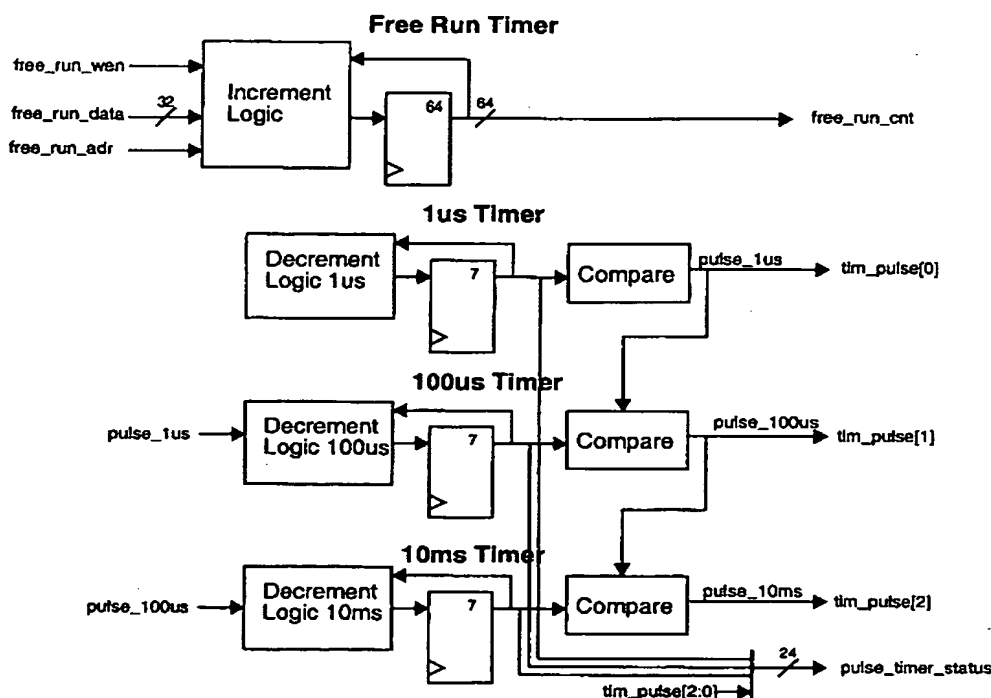 Free Run Timer
free_run_wen
free_run_data
32
free_run_adr
Increment
Logic
64
64
free_run_cnt
1us Timer
Decrement
Logic 1us
7
Compare
pulse_1us
tim_pulse[0]
100us Timer
pulse_1us
Decrement
Logic 100us
7
Compare
pulse_100us
tim_pulse[1]
10ms Timer
pulse_100us
Decrement
Logic 10ms
7
Compare
pulse_10ms
tim_pulse[2]
24
pulse_timer_status
tim_pulse[2:0]